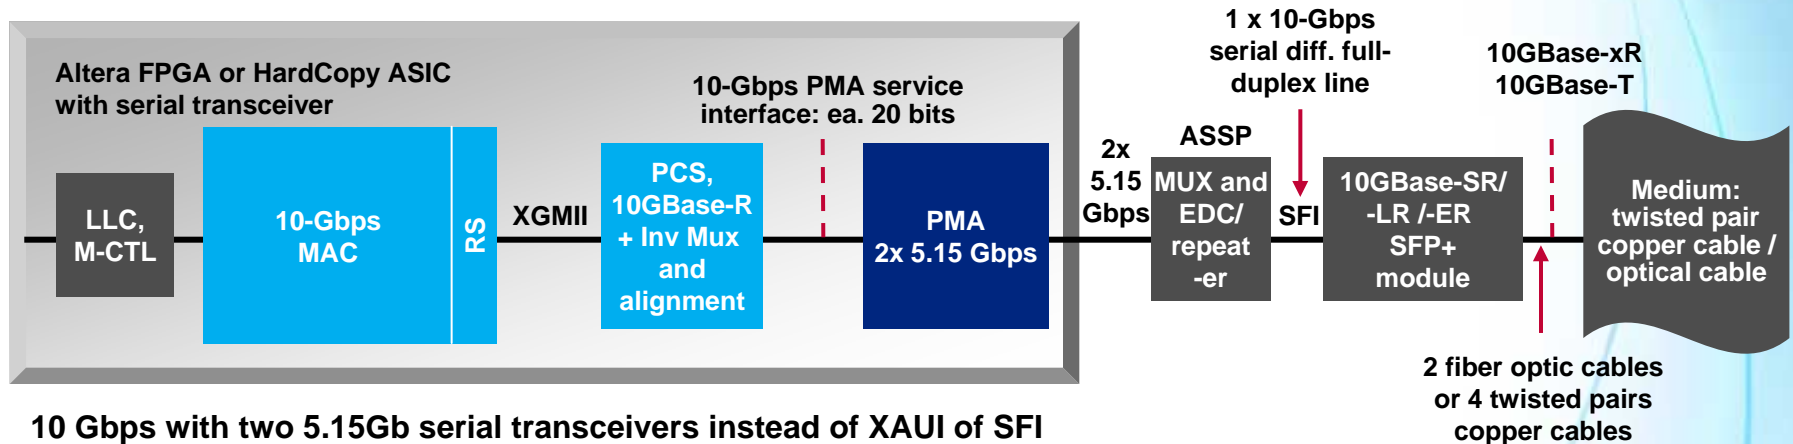 1 x 10-Gbps
serial diff. full-
duplex line
10GBase-xR
10GBase-T
Altera FPGA or HardCopy ASIC
with serial transceiver
10-Gbps PMA service
interface: ea. 20 bits
LLC,
M-CTL
10-Gbps
MAC
RS
XGMII
PCS,
10GBase-R
+ Inv Mux
and
alignment
PMA
2x 5.15 Gbps
2x
5.15
Gbps
ASSP
MUX and
EDC/
repeat
-er
SFI
10GBase-SR/
-LR /-ER
SFP+
module
Medium:
twisted pair
copper cable /
optical cable
2 fiber optic cables
or 4 twisted pairs
copper cables
10 Gbps with two 5.15Gb serial transceivers instead of XAUI of SFI